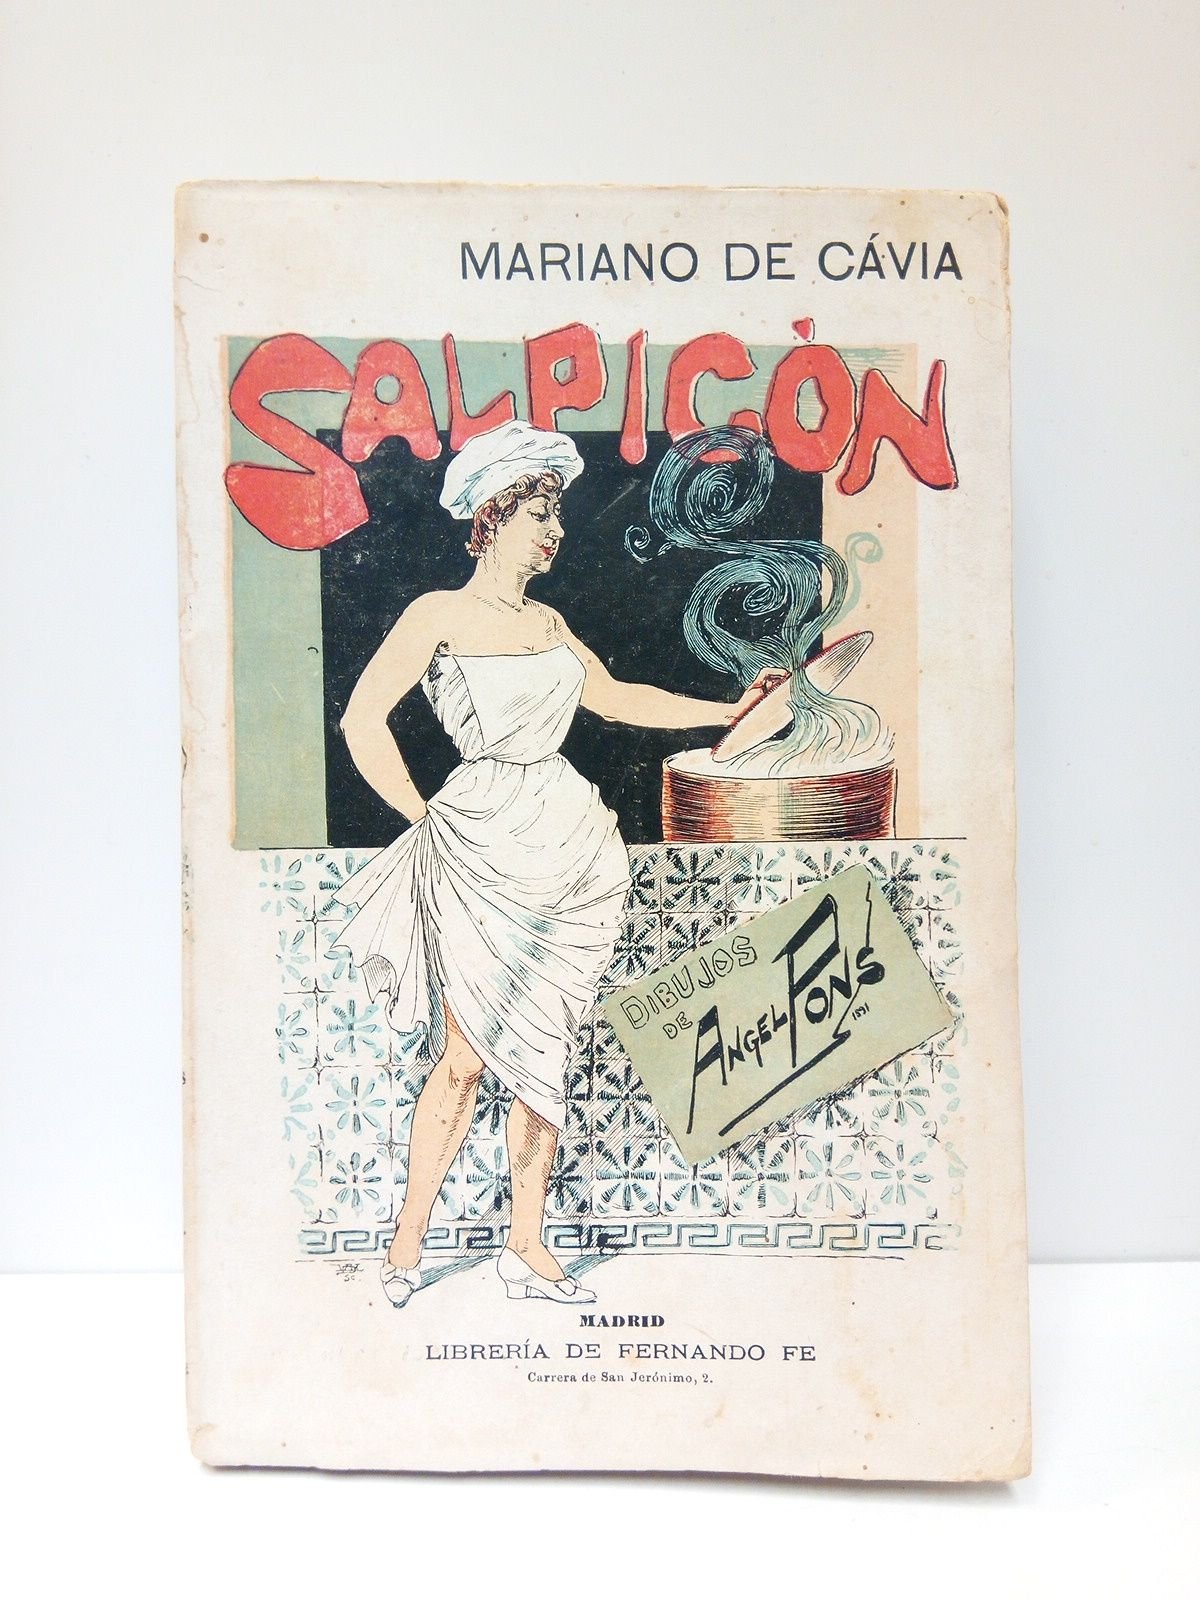 MARIANO DE CÁVIA
SALPICÓN
DIBUJOS
DE
ANGEL PONS
1891
MADRID
LIBRERÍA DE FERNANDO FE
Carrera de San Jerónimo, 2.